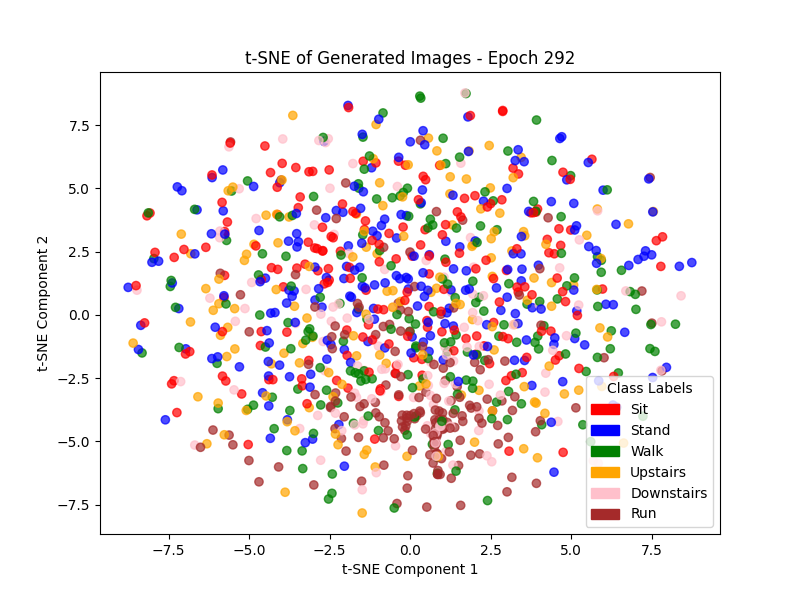 t-SNE of Generated Images - Epoch 292
t-SNE Component 2
7.5
5.0
2.5
0.0
−2.5
−5.0
−7.5
−7.5
−5.0
−2.5
0.0
2.5
5.0
7.5
t-SNE Component 1
Class Labels
Sit
Stand
Walk
Upstairs
Downstairs
Run